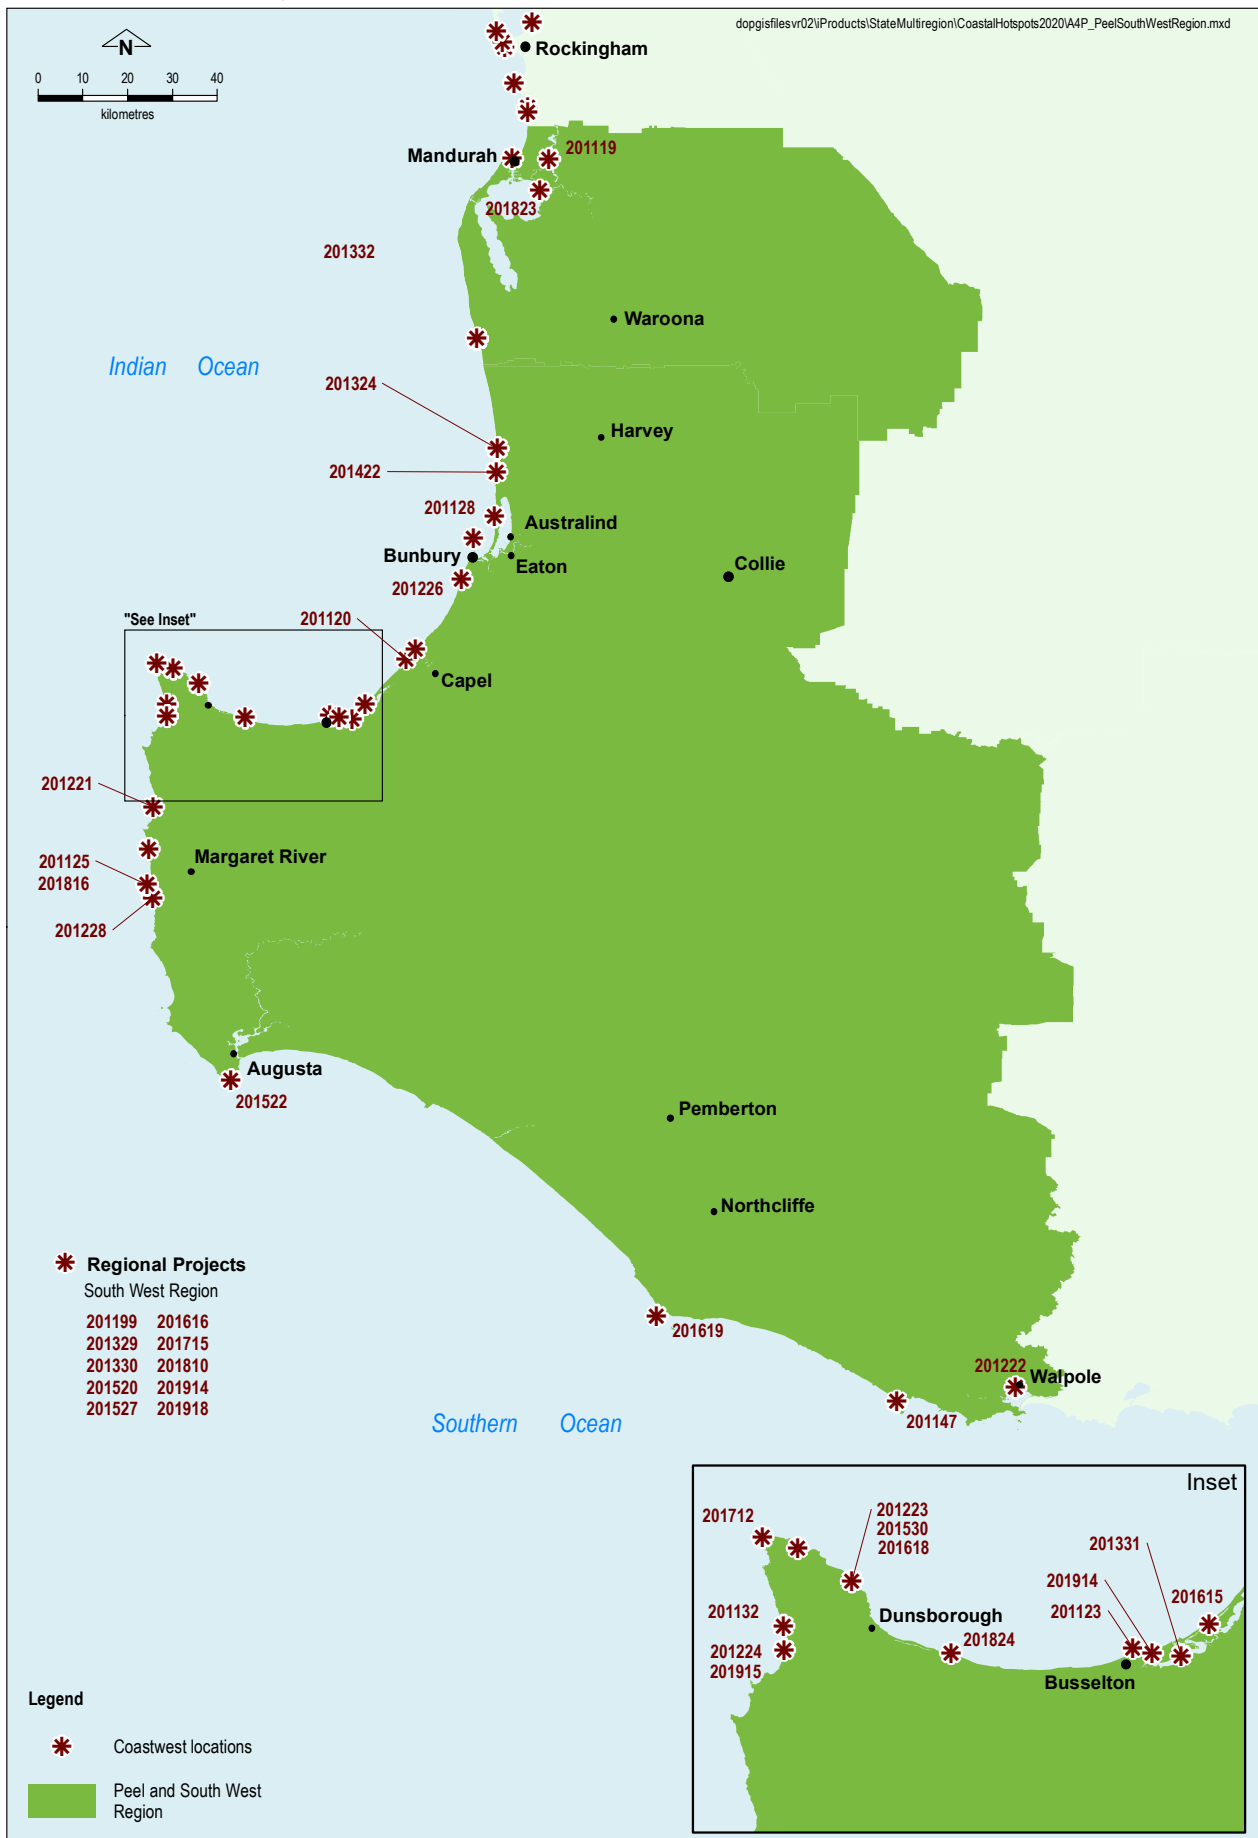 dopgisfilesvr02\iProducts\StateMultiregion\CoastalHotspots2020\A4P_PeelSouthWestRegion.mxd
N
0 10 20 30 40
kilometres
Rockingham
Mandurah
201119
201823
201332
Waroona
Indian Ocean
201324
Harvey
201422
201128
Australind
Bunbury
Eaton
Collie
201226
"See Inset"
201120
Capel
201221
Margaret River
201125
201816
201228
Augusta
201522
Pemberton
Northcliffe
Regional Projects
South West Region
201199 201616
201329 201715
201330 201810
201520 201914
201527 201918
201619
201222
Walpole
201147
Southern Ocean
Inset
201712
201223
201530
201618
201331
201914
201615
201132
Dunsborough
201123
201824
201224
201915
Busselton
Legend
Coastwest locations
Peel and South West
Region